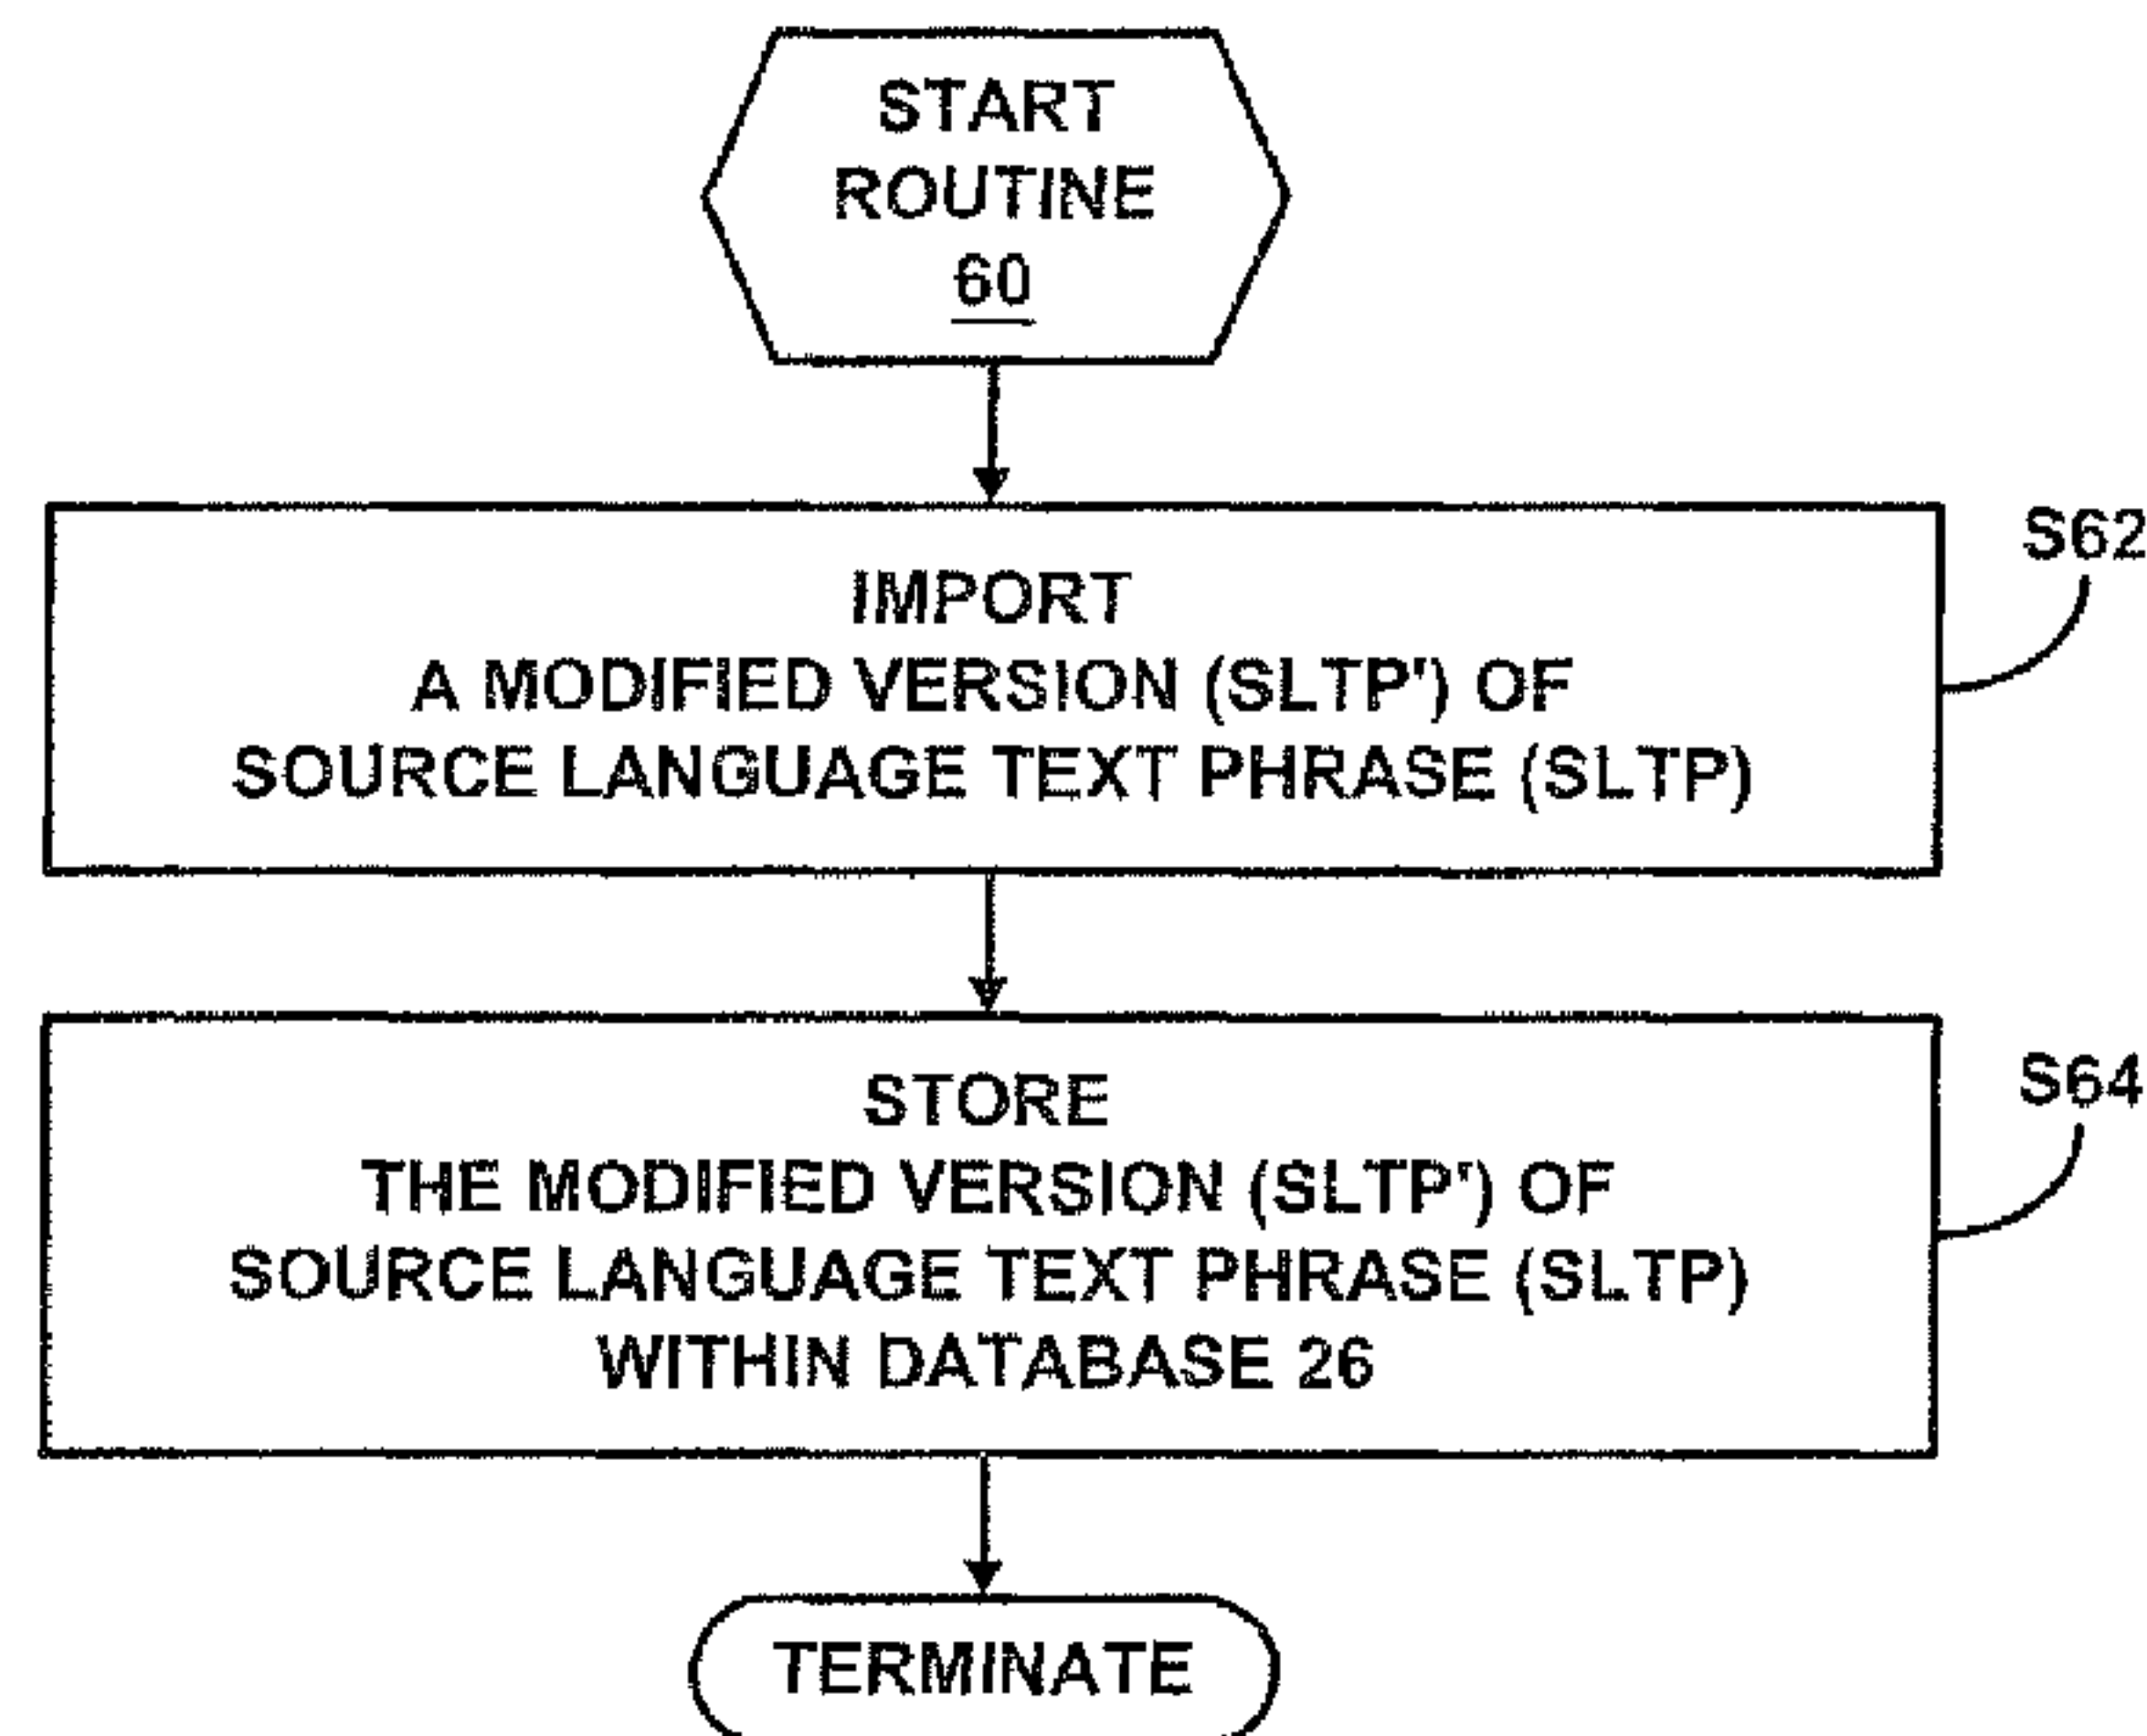 START
ROUTINE
60
IMPORT
A MODIFIED VERSION (SLTP') OF
SOURCE LANGUAGE TEXT PHRASE (SLTP)
S62
STORE
THE MODIFIED VERSION (SLTP') OF
SOURCE LANGUAGE TEXT PHRASE (SLTP)
WITHIN DATABASE 26
S64
TERMINATE